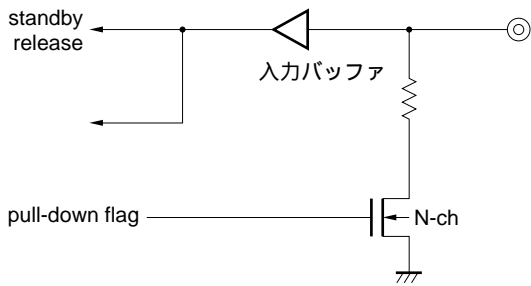 standby
release
入力バッファ
pull-down flag
N-ch